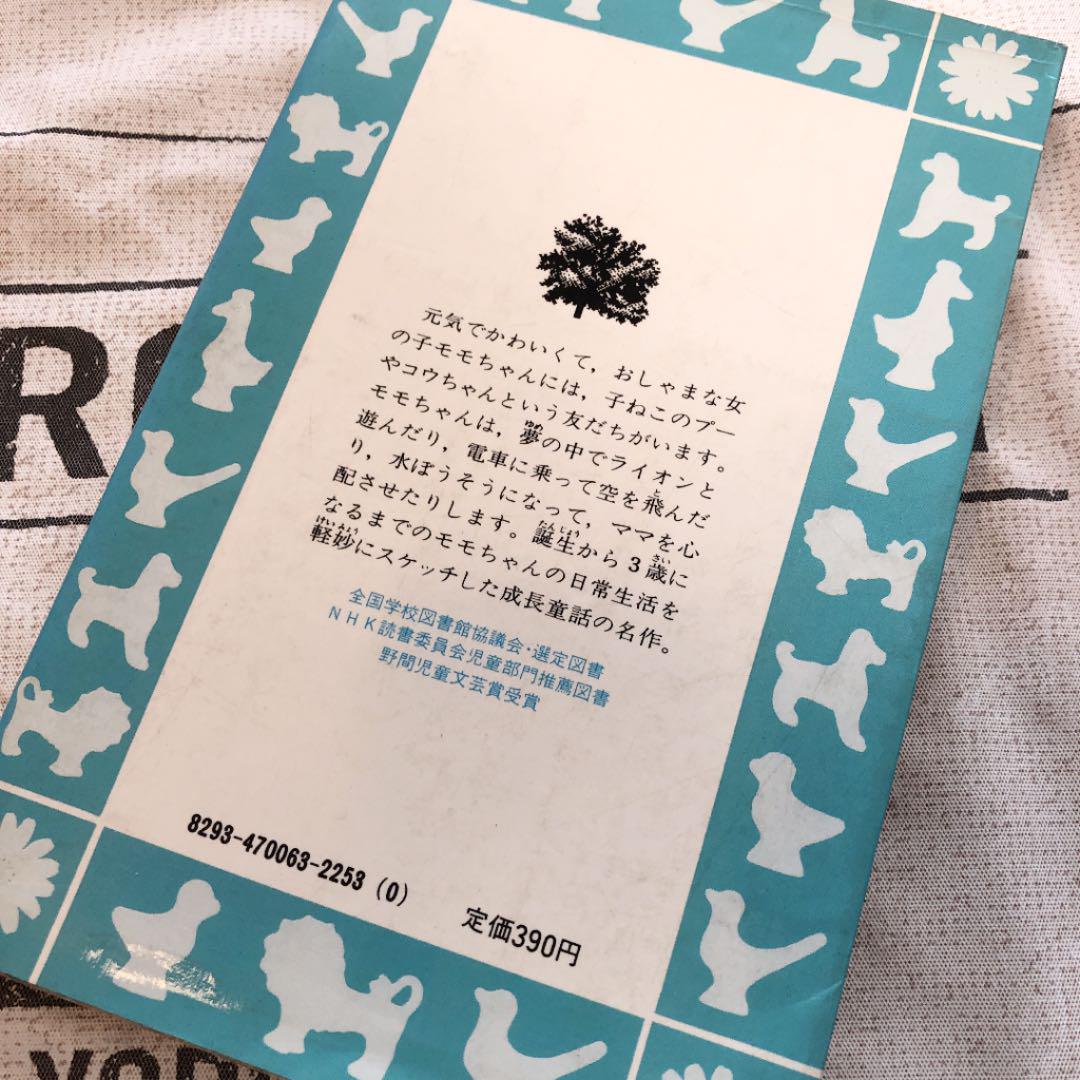 元気でかわいくて，おしゃまな女
の子モモちゃんには，子ねこのプー
やコウちゃんという友だちがいます。
モモちゃんは，夢の中でライオンと
遊んだり，電車に乗って空を飛んだ
り，水ぼうそうになって，ママを心
配させたりします。誕生から3歳に
なるまでのモモちゃんの日常生活を
軽妙にスケッチした成長童話の名作。
全国学校図書館協議会・選定図書
NHK読書委員会児童部門推薦図書
野間児童文芸賞受賞
8293-470063-2253 (0)
定価390円